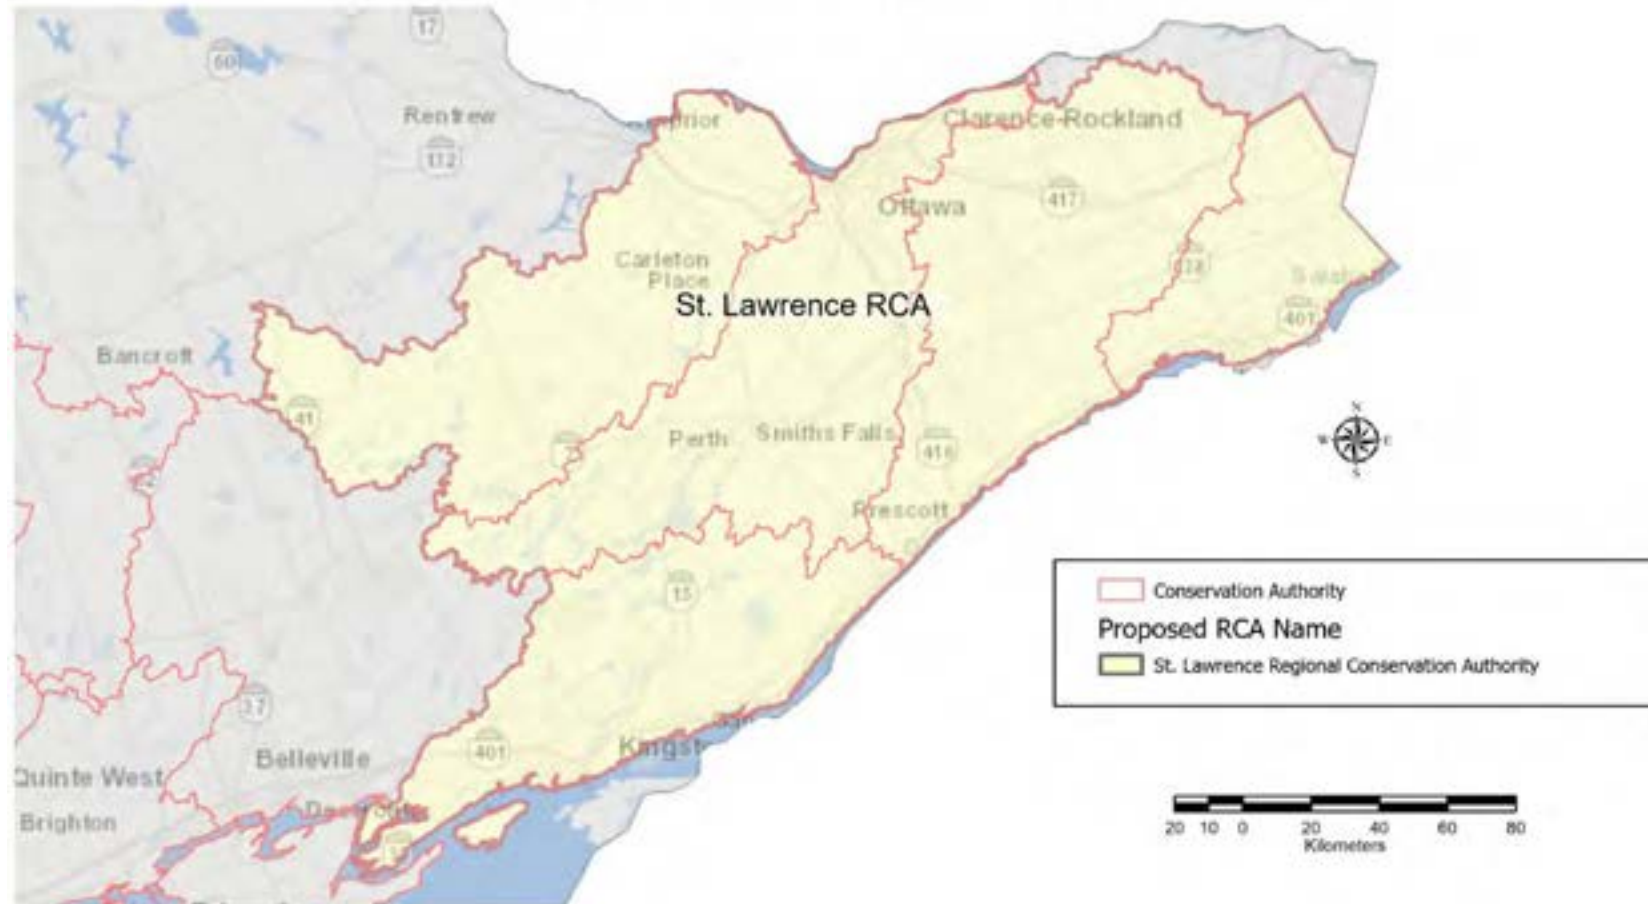 17
60
Renfrew
132
prior
Clarence-Rockland
Ottawa
417
Carleton
Place
St. Lawrence RCA
401
Bancroft
41
Perth
Smiths Falls
416
Prescott
15
N
W
E
S
Conservation Authority
Proposed RCA Name
St. Lawrence Regional Conservation Authority
37
401
Belleville
Kingst
Quinte West
Brighton
20 10 0 20 40 60 80
Kilometers